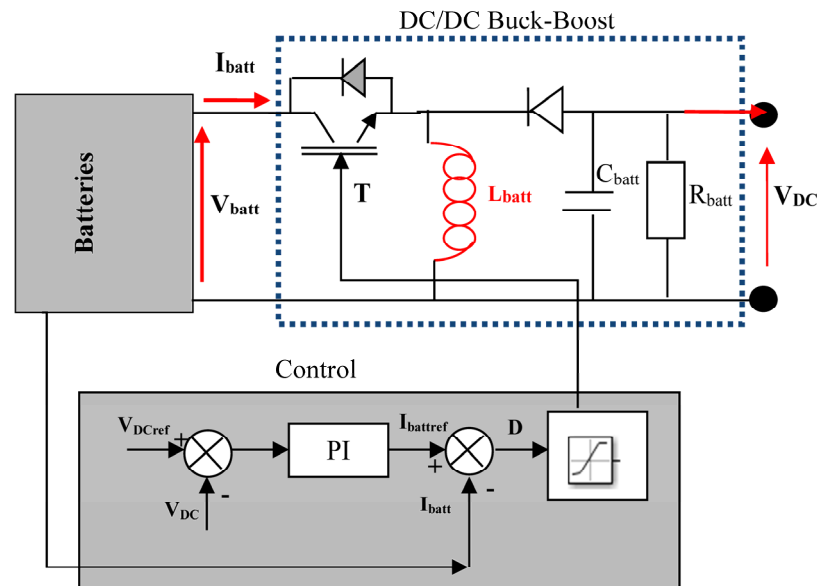 DC/DC Buck-Boost
Ibatt
Batteries
Vbatt
T
Lbatt
Cbatt
Rbatt
VDC
Control
VDCref
+
-
VDC
PI
Ibattref
+
-
Ibatt
D